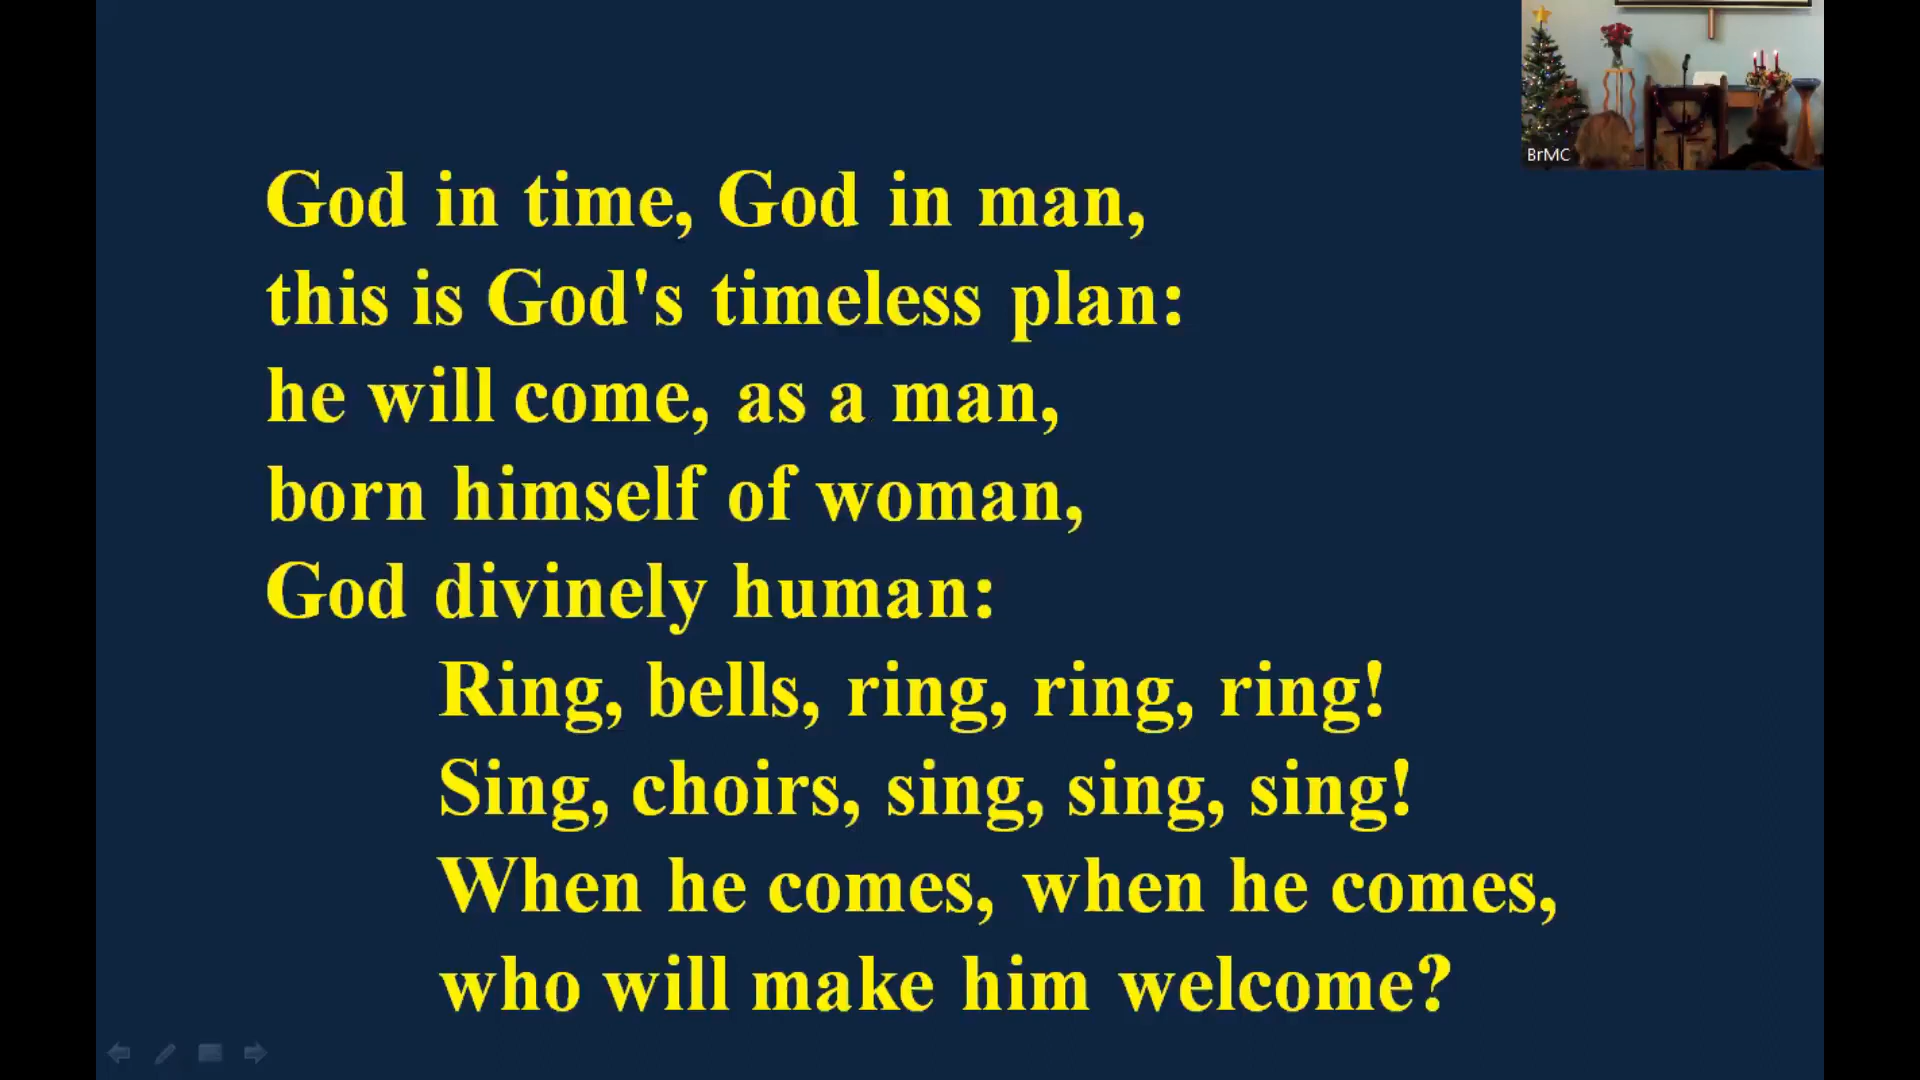 BrMC
God in time, God in man,
this is God's timeless plan:
he will come, as a man,
born himself of woman,
God divinely human:
Ring, bells, ring, ring, ring!
Sing, choirs, sing, sing, sing!
When he comes, when he comes,
who will make him welcome?